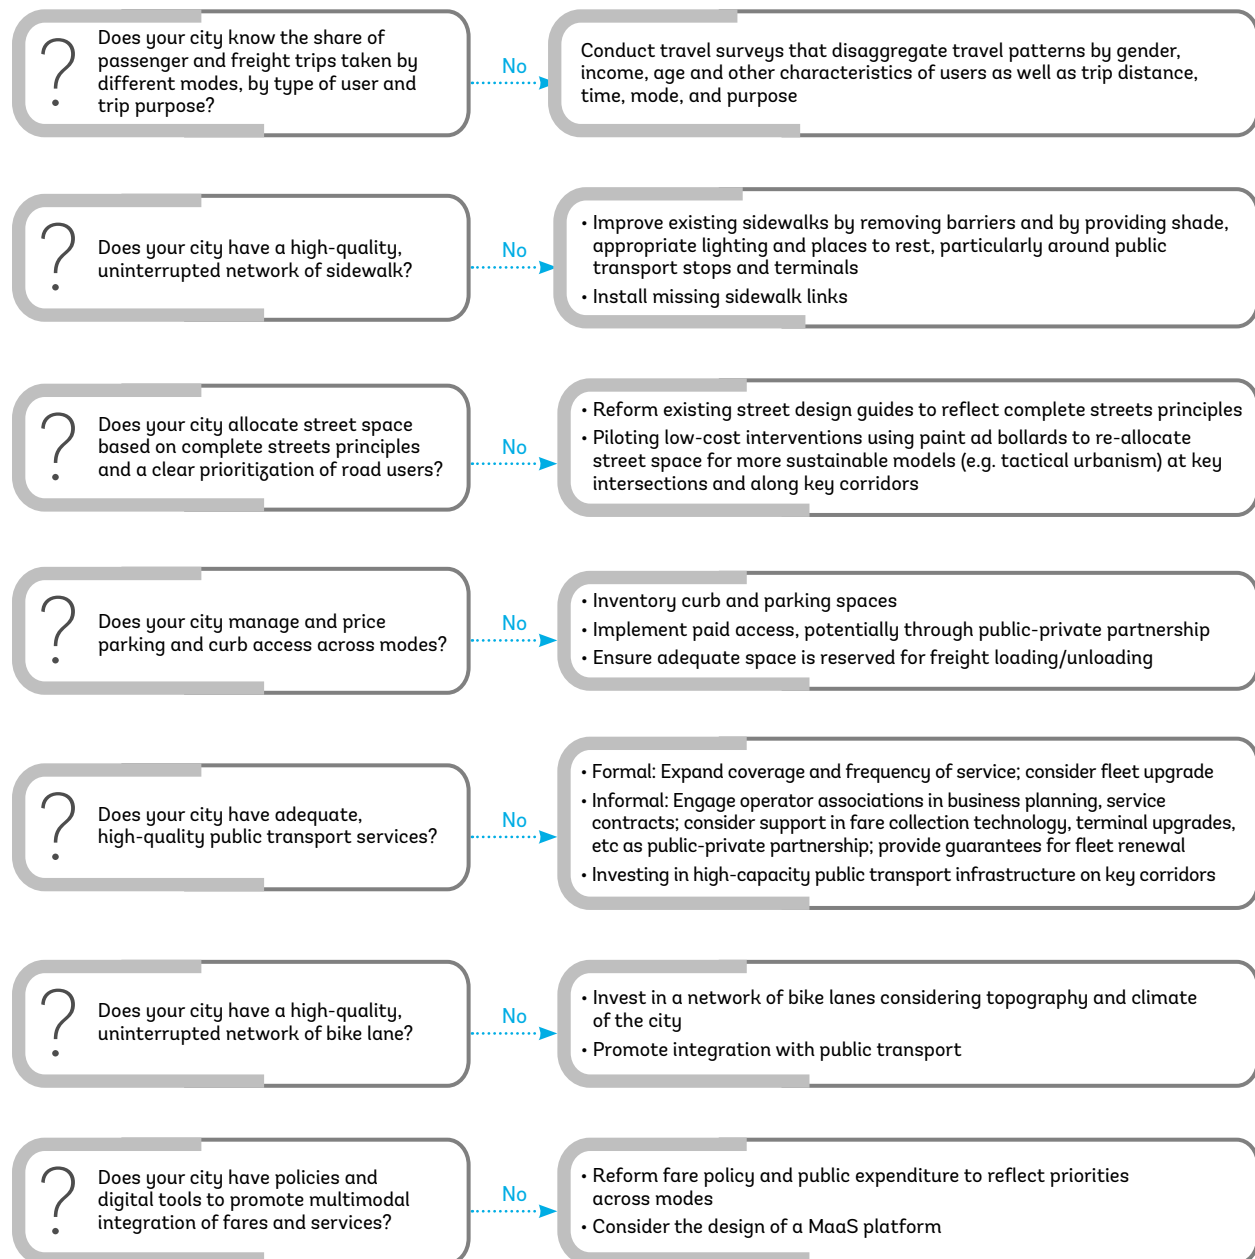 ?
Does your city know the share of
passenger and freight trips taken by
different modes, by type of user and
trip purpose?
No
Conduct travel surveys that disaggregate travel patterns by gender,
income, age and other characteristics of users as well as trip distance,
time, mode, and purpose
?
Does your city have a high-quality,
uninterrupted network of sidewalk?
No
• Improve existing sidewalks by removing barriers and by providing shade,
appropriate lighting and places to rest, particularly around public
transport stops and terminals
• Install missing sidewalk links
?
Does your city allocate street space
based on complete streets principles
and a clear prioritization of road users?
No
• Reform existing street design guides to reflect complete streets principles
• Piloting low-cost interventions using paint ad bollards to re-allocate
street space for more sustainable models (e.g. tactical urbanism) at key
intersections and along key corridors
?
Does your city manage and price
parking and curb access across modes?
No
• Inventory curb and parking spaces
• Implement paid access, potentially through public-private partnership
• Ensure adequate space is reserved for freight loading/unloading
?
Does your city have adequate,
high-quality public transport services?
No
• Formal: Expand coverage and frequency of service; consider fleet upgrade
• Informal: Engage operator associations in business planning, service
contracts; consider support in fare collection technology, terminal upgrades,
etc as public-private partnership; provide guarantees for fleet renewal
• Investing in high-capacity public transport infrastructure on key corridors
?
Does your city have a high-quality,
uninterrupted network of bike lane?
No
• Invest in a network of bike lanes considering topography and climate
of the city
• Promote integration with public transport
?
Does your city have policies and
digital tools to promote multimodal
integration of fares and services?
No
• Reform fare policy and public expenditure to reflect priorities
across modes
• Consider the design of a MaaS platform